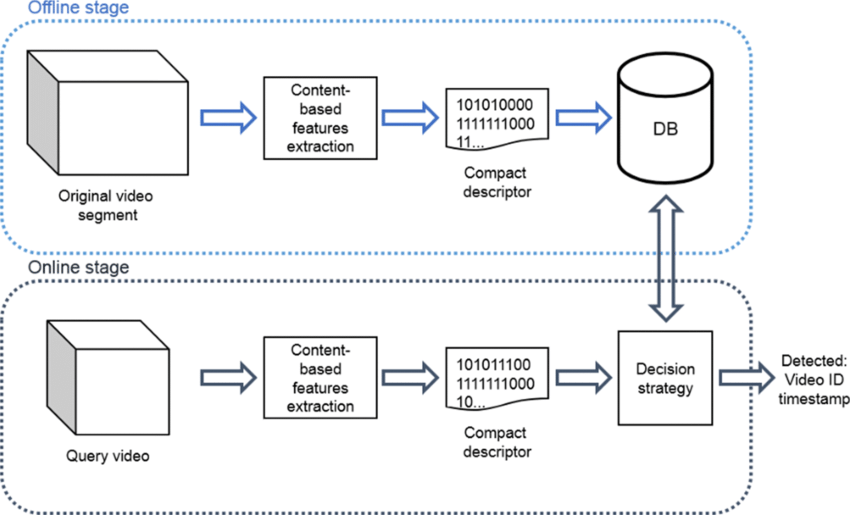 Offline stage
Content-
based
features
extraction
101010000
1111111000
11...
DB
Original video
segment
Compact
descriptor
Online stage
Content-
based
features
extraction
101011100
1111111000
10...
Decision
strategy
Detected:
Video ID
timestamp
Query video
Compact
descriptor